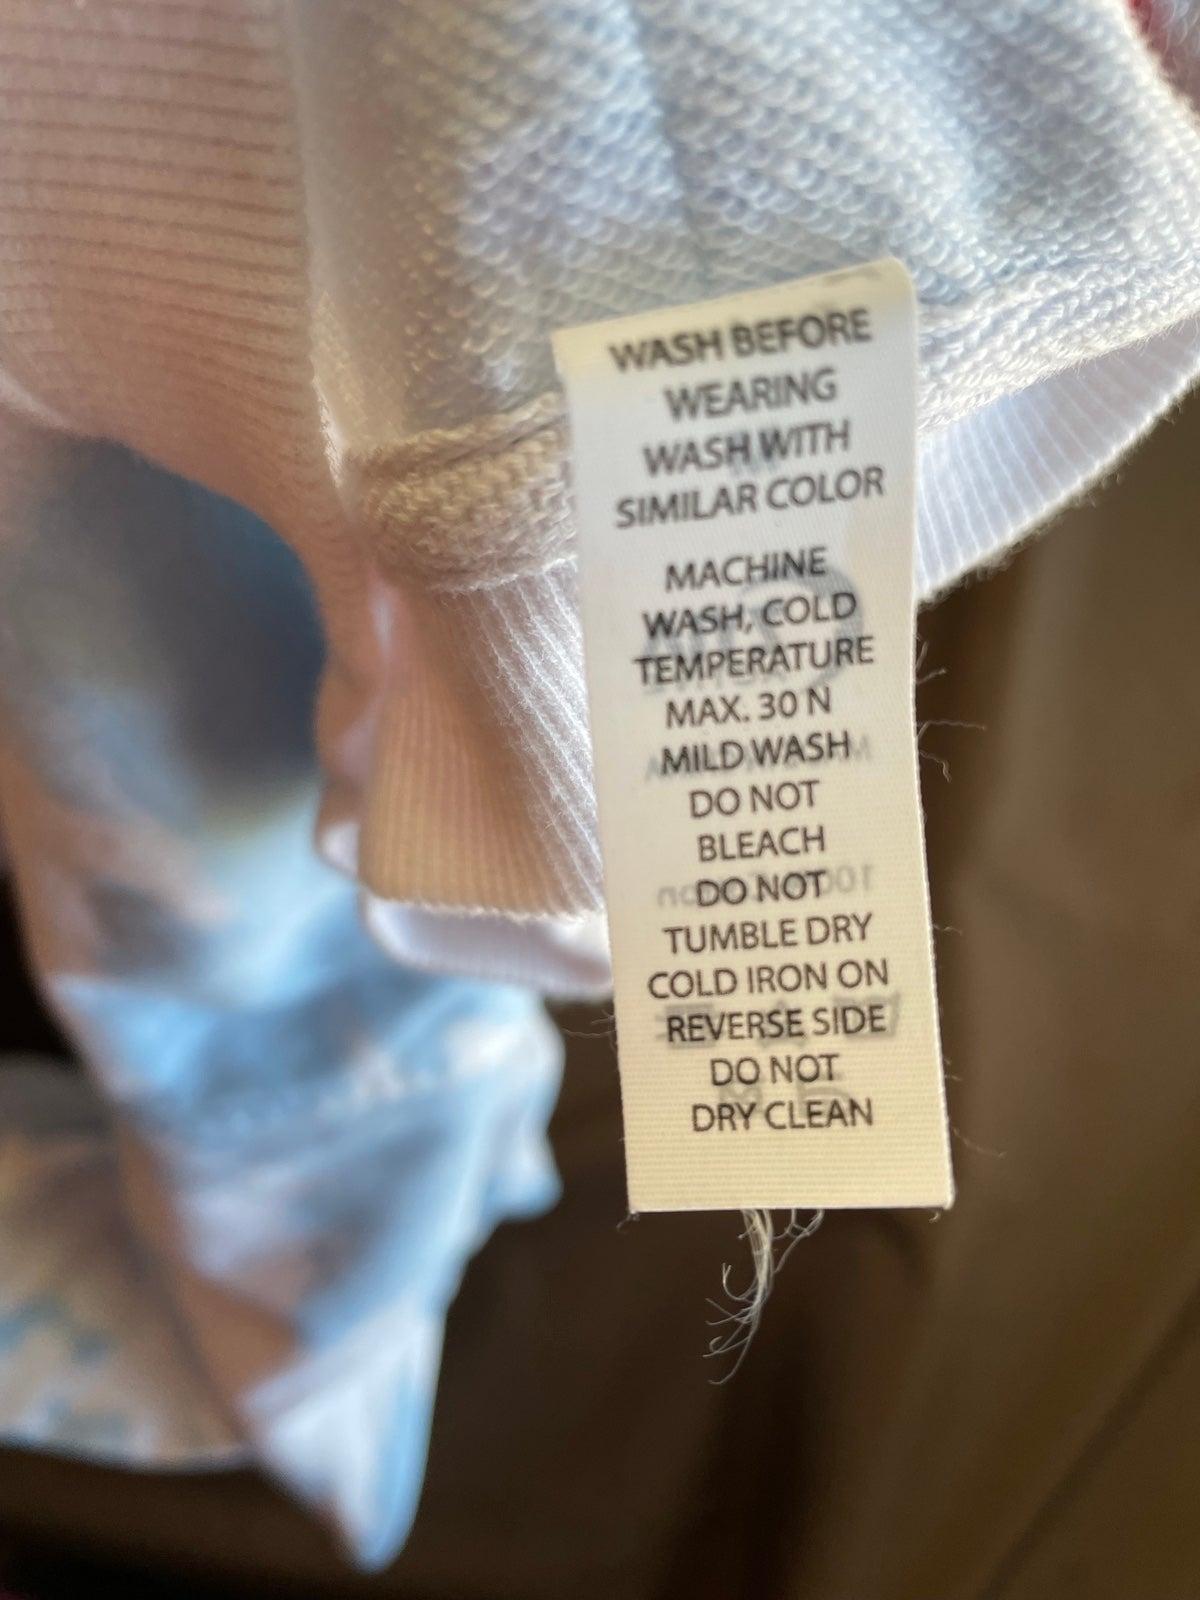 WASH BEFORE
WEARING
WASH WITH
SIMILAR COLOR
MACHINE
WASH, COLD
TEMPERATURE
MAX. 30 N
MILD WASH
DO NOT
BLEACH
DO NOT
TUMBLE DRY
COLD IRON ON
REVERSE SIDE
DO NOT
DRY CLEAN